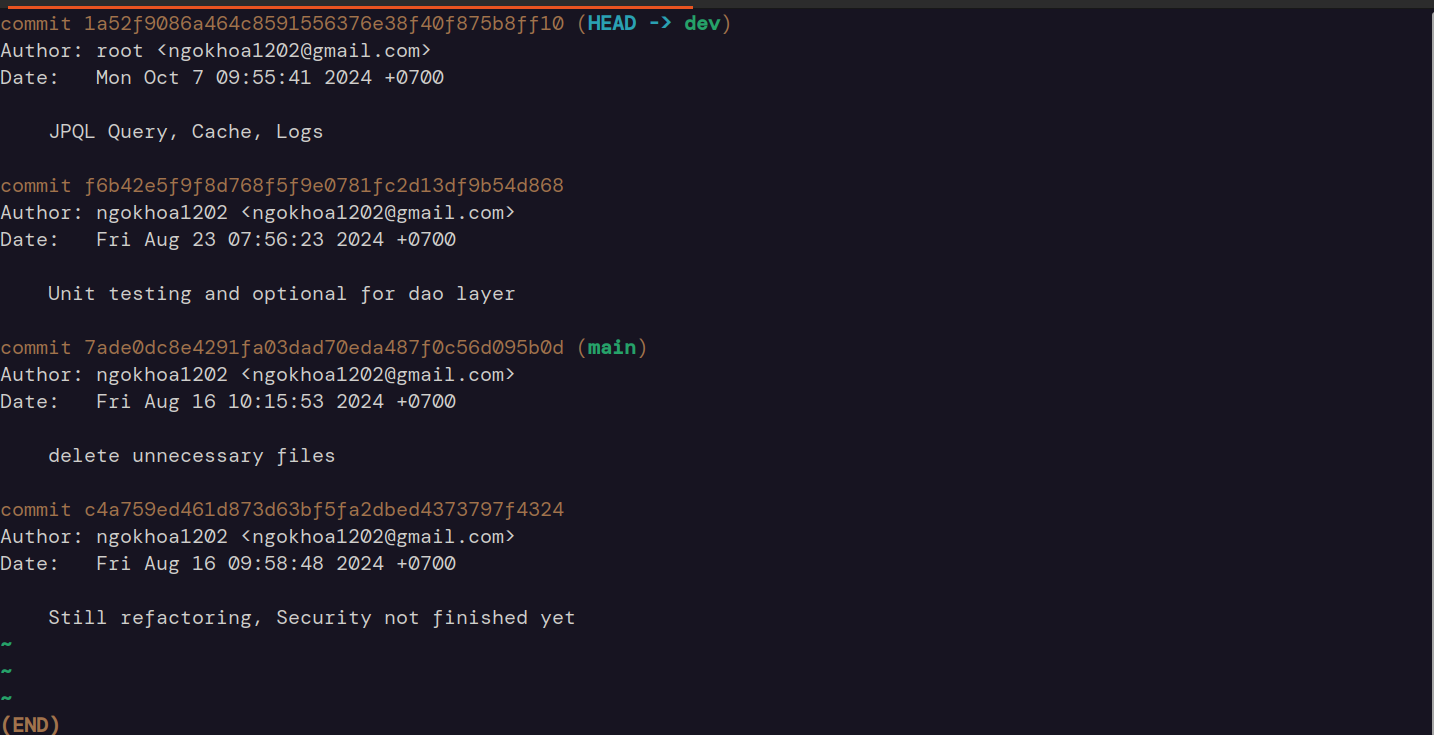 commit 1a52f9086a464c8591556376e38f40f875b8ff10 (HEAD -> dev)
Author: root <ngokhoa1202@gmail.com>
Date:   Mon Oct 7 09:55:41 2024 +0700
JPQL Query, Cache, Logs
commit f6b42e5f9f8d768f5f9e0781fc2d13df9b54d868
Author: ngokhoa1202 <ngokhoa1202@gmail.com>
Date:   Fri Aug 23 07:56:23 2024 +0700
Unit testing and optional for dao layer
commit 7ade0dc8e4291fa03dad70eda487f0c56d095b0d (main)
Author: ngokhoa1202 <ngokhoa1202@gmail.com>
Date:   Fri Aug 16 10:15:53 2024 +0700
delete unnecessary files
commit c4a759ed461d873d63bf5fa2dbed4373797f4324
Author: ngokhoa1202 <ngokhoa1202@gmail.com>
Date:   Fri Aug 16 09:58:48 2024 +0700
Still refactoring, Security not finished yet
~
~
~
(END)